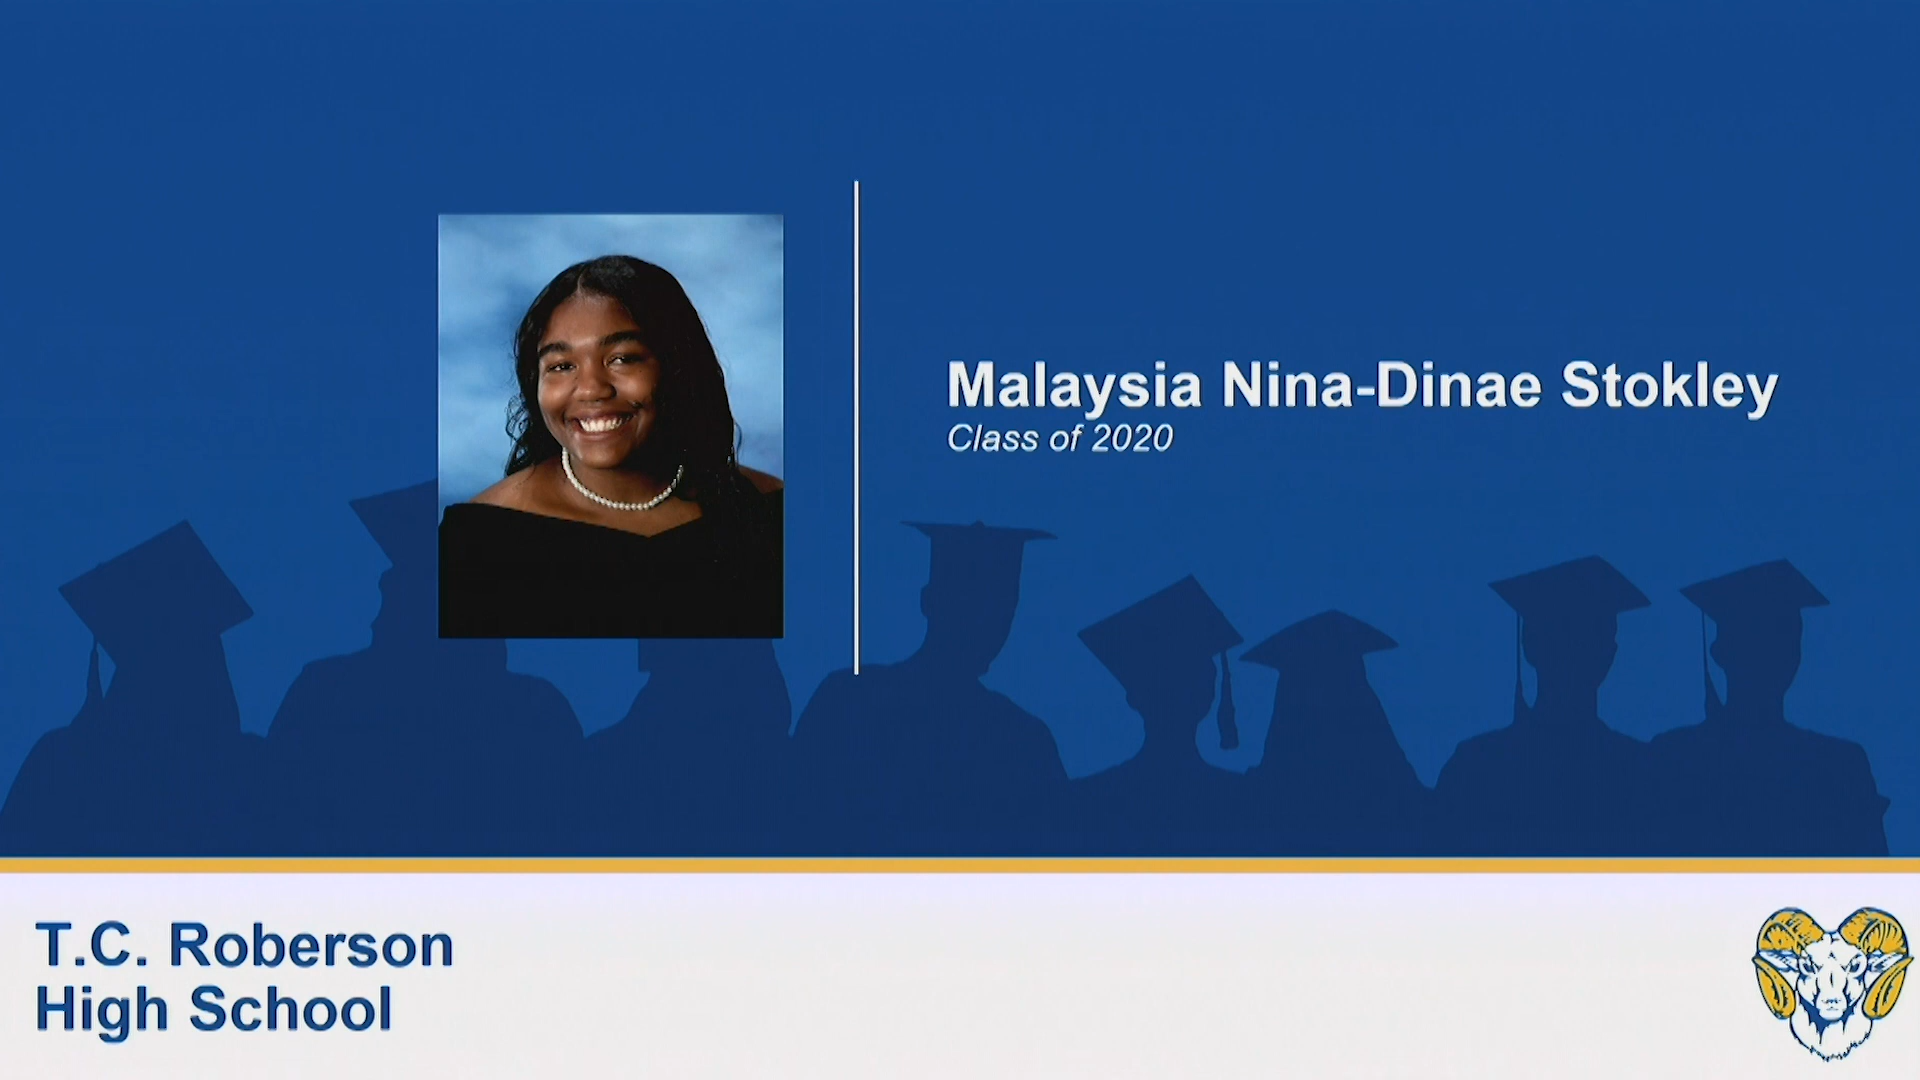 Malaysia Nina-Dinae Stokley
Class of 2020
T.C. Roberson
High School